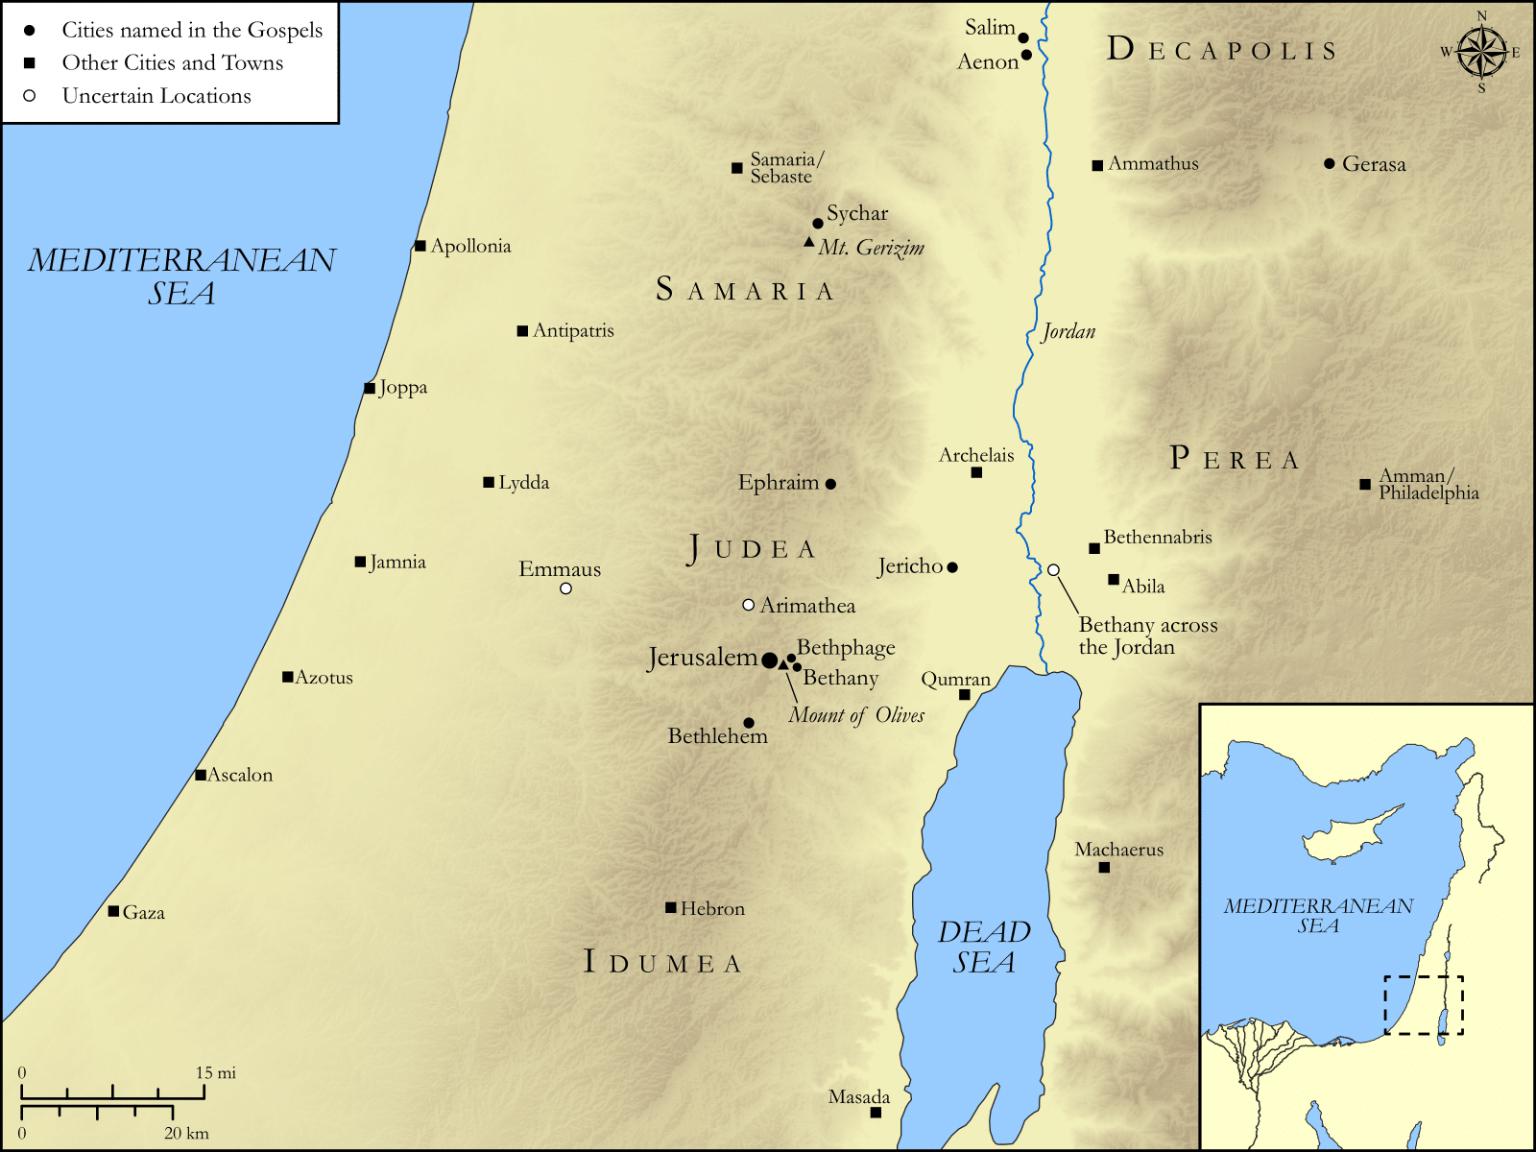 Cities named in the Gospels
Other Cities and Towns
Uncertain Locations
Salim
Aenon
DECAPOLIS
N
W
E
S
Samaria/
Sebaste
Ammathus
Gerasa
Sychar
Mt. Gerizim
MEDITERRANEAN
SEA
Apollonia
SAMARIA
Antipatris
Jordan
Joppa
Archelais
PEREA
Lydda
Ephraim
Amman/
Philadelphia
JUDEA
Bethennabris
Jamnia
Emmaus
Jericho
Abila
Arimathea
Bethany across
the Jordan
Jerusalem
Bethphage
Bethany
Azotus
Qumran
Mount of Olives
Bethlehem
Ascalon
Machaerus
Gaza
Hebron
DEAD
SEA
IDUMEA
MEDITERRANEAN
SEA
Masada
0
15 mi
0
20 km